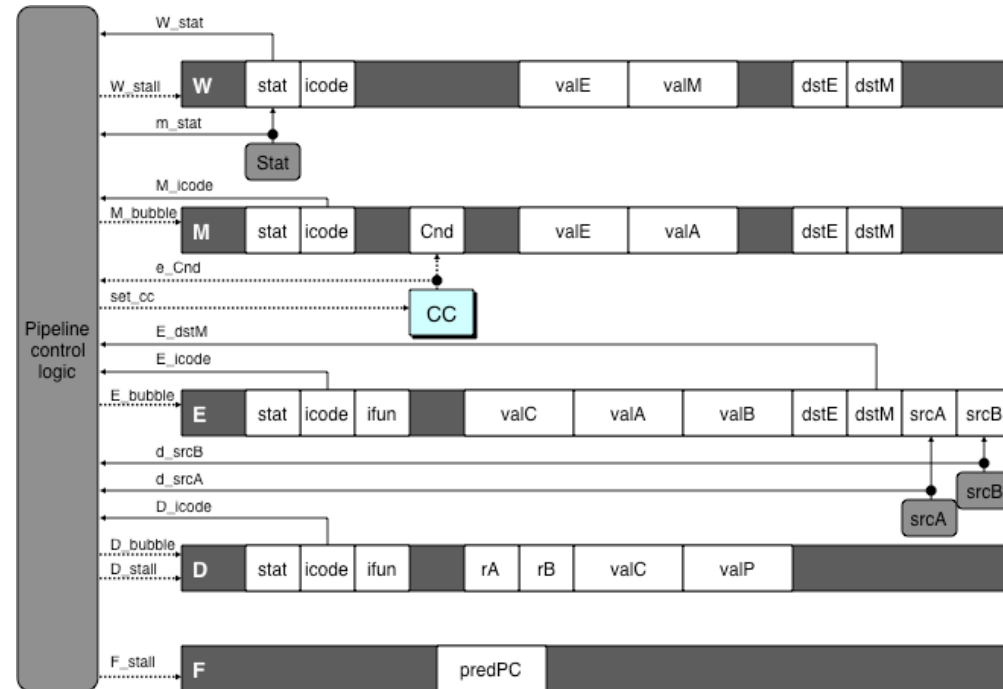 W_stat
W_stall
W stat icode valE valM dstE dstM
m_stat
Stat
M_icode
M_bubble
M stat icode Cnd valE valA dstE dstM
e_Cnd
set_cc
CC
Pipeline
control
logic
E_dstM
E_icode
E_bubble
E stat icode ifun valC valA valB dstE dstM srcA srcB
d_srcB
d_srcA
srcB
srcA
D_icode
D_bubble
D_stall
D stat icode ifun rA rB valC valP
F_stall
F predPC